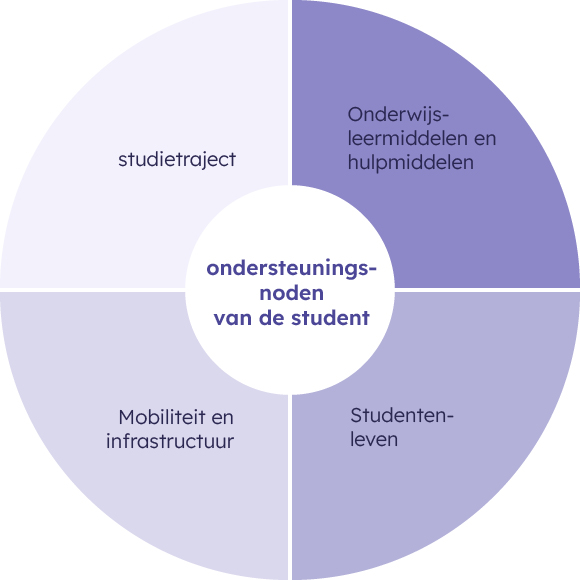 Onderwijs-
leermiddelen en
hulpmiddelen
studietraject
ondersteunings-
noden
van de student
Mobiliteit en
infrastructuur
Studenten-
leven